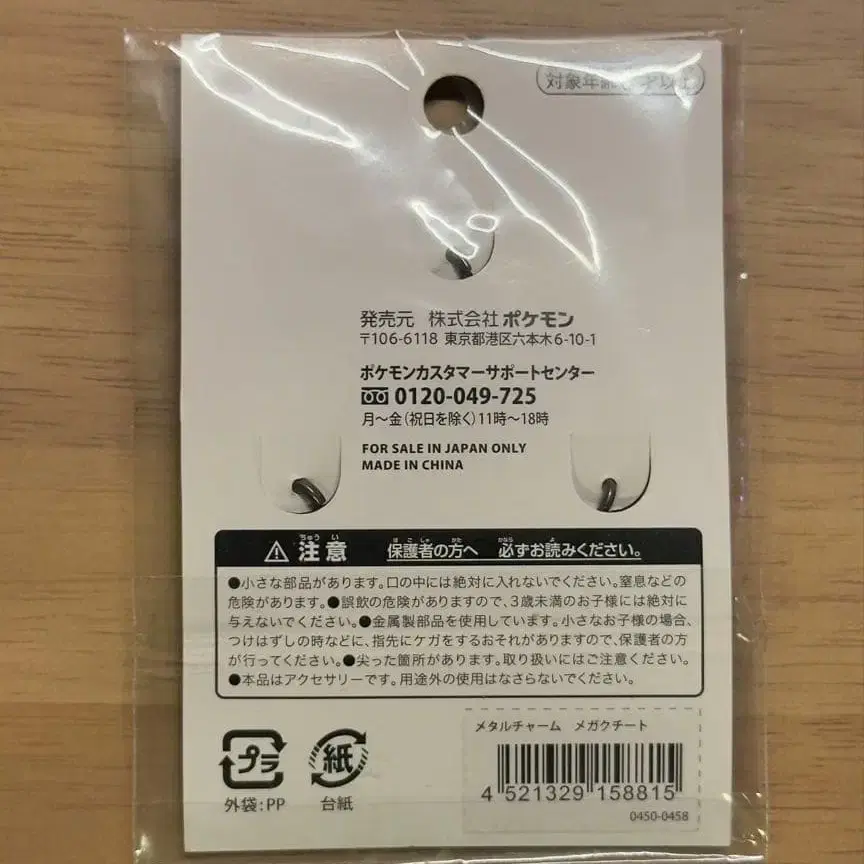 対象年齢 才以上
発売元 株式会社ポケモン
〒106-6118 東京都港区六本木6-10-1
ポケモンカスタマーサポートセンター
0120-049-725
月〜金(祝日を除く)11時〜18時
FOR SALE IN JAPAN ONLY
MADE IN CHINA
注意 保護者の方へ 必ずお読みください。
●小さな部品があります。口の中には絶対に入れないでください。窒息などの
危険があります。●誤飲の危険がありますので、3歳未満のお子様には絶対に
与えないでください。●金属製部品を使用しています。小さなお子様の場合、
つけはずしの時などに、指先にケガをするおそれがありますので、保護者の方
が行ってください。●尖った箇所があります。取り扱いにはご注意ください。
●本品はアクセサリーです。用途外の使用はなさらないでください。
メタルチャーム メガクチート
プラ 紙
外袋:PP 台紙
4 521329 158815
0450-0458